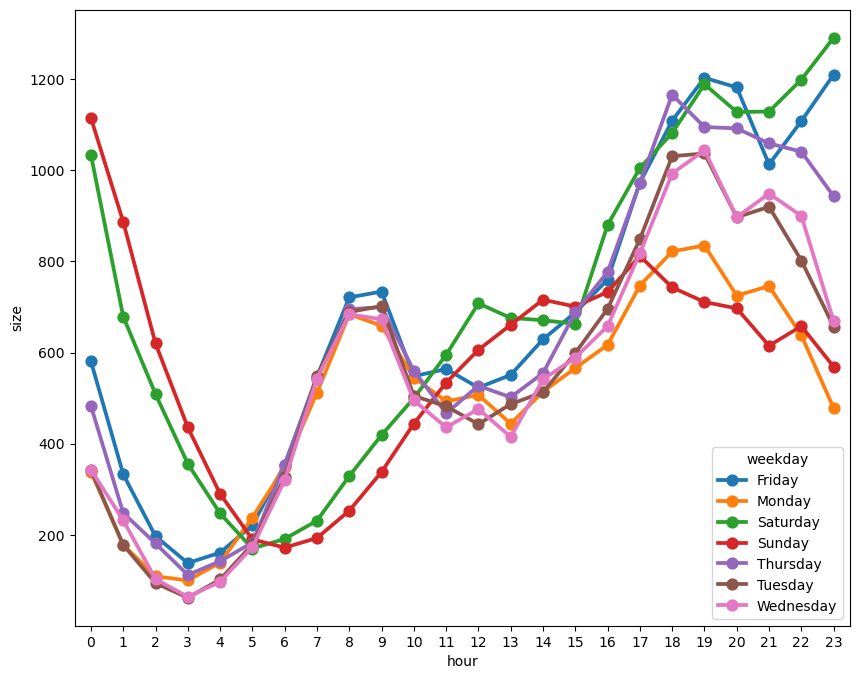 1200
1000
800
600
400
200
size
0 1 2 3 4 5 6 7 8 9 10 11 12 13 14 15 16 17 18 19 20 21 22 23
hour
weekday
Friday
Monday
Saturday
Sunday
Thursday
Tuesday
Wednesday